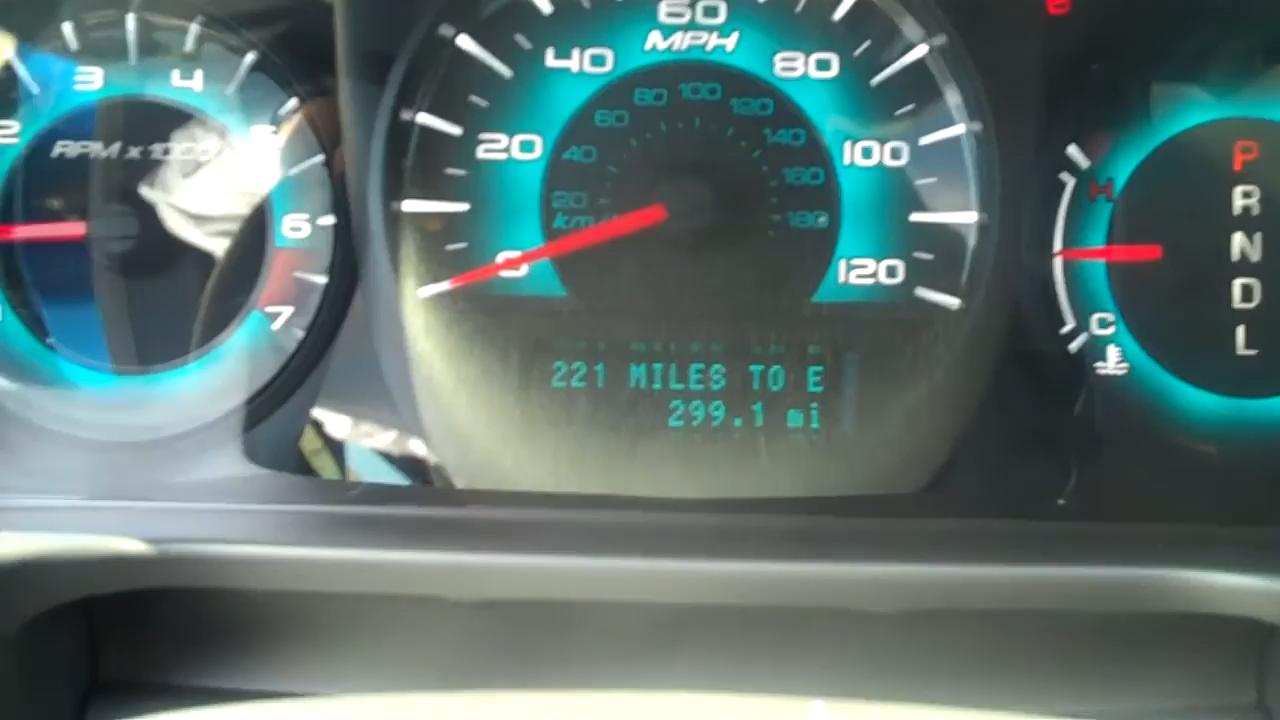 3 4
2 5
RPM x 1000
6
7
60
MPH
40 80
20 100
0 120
80 100 120
60 140
40 160
20 180
km/h
221 MILES TO E
299.1 mi
H
C
P
R
N
D
L